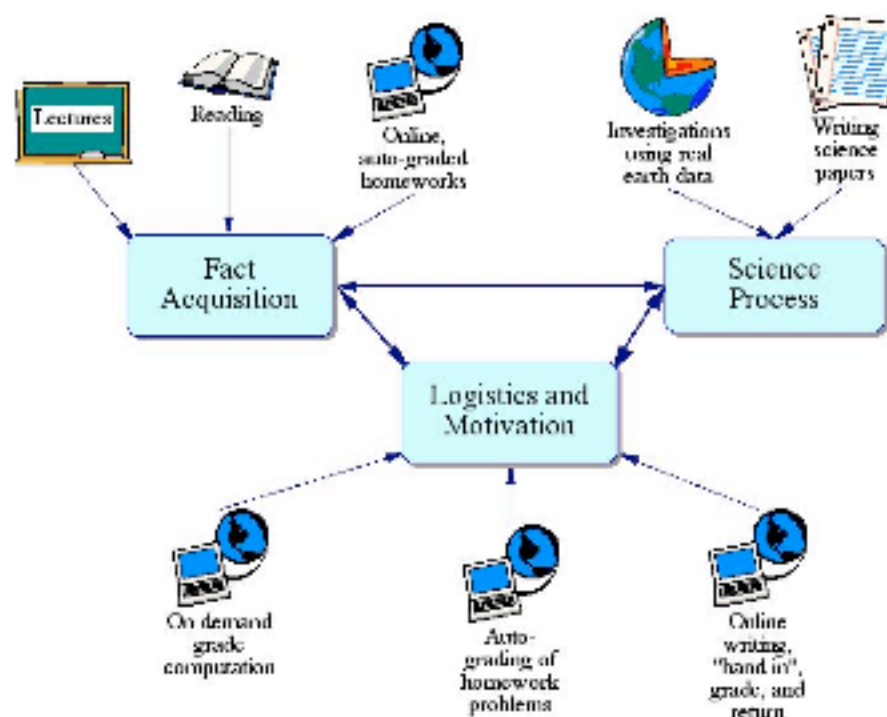 Lectures
Reading
Online,
auto-graded
homeworks
Investigations
using real
earth data
Writing
science
papers
Fact
Acquisition
Science
Process
Logistics and
Motivation
On demand
grade
computation
Auto-
grading of
homework
problems
Online
writing,
"hand in",
grade, and
return